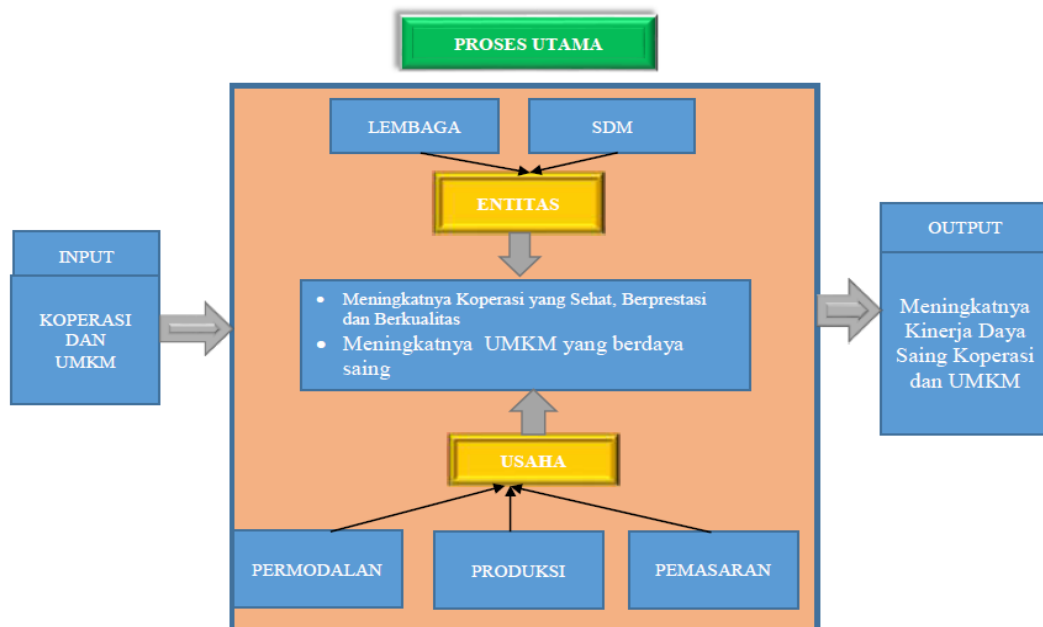 PROSES UTAMA
LEMBAGA
SDM
ENTITAS
INPUT
KOPERASI
DAN
UMKM
• Meningkatnya Koperasi yang Sehat, Berprestasi
dan Berkualitas
• Meningkatnya UMKM yang berdaya
saing
OUTPUT
Meningkatnya
Kinerja Daya
Saing Koperasi
dan UMKM
USAHA
PERMODALAN
PRODUKSI
PEMASARAN